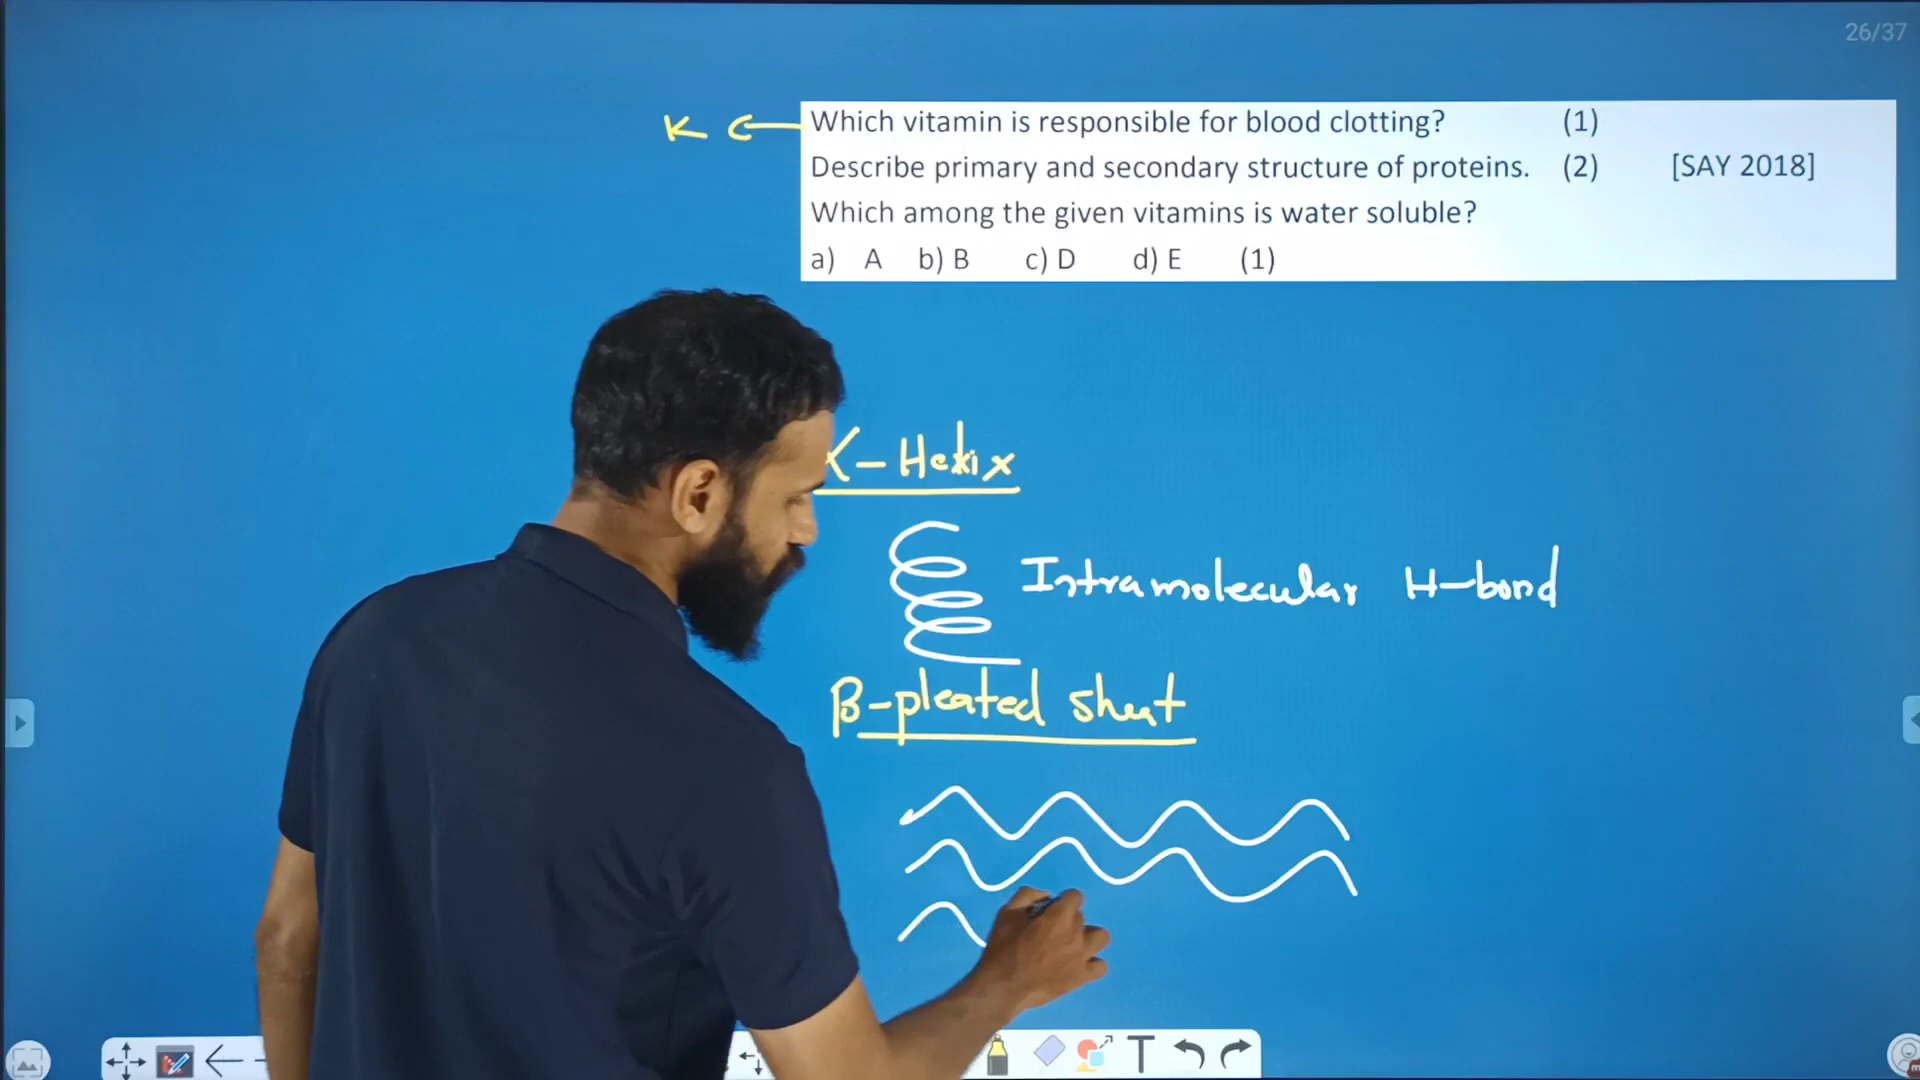 26/37
K Which vitamin is responsible for blood clotting? (1)
Describe primary and secondary structure of proteins. (2) [SAY 2018]
Which among the given vitamins is water soluble?
a) A b) B c) D d) E (1)
α-Helix
Intramolecular H-bond
β-pleated sheet
T